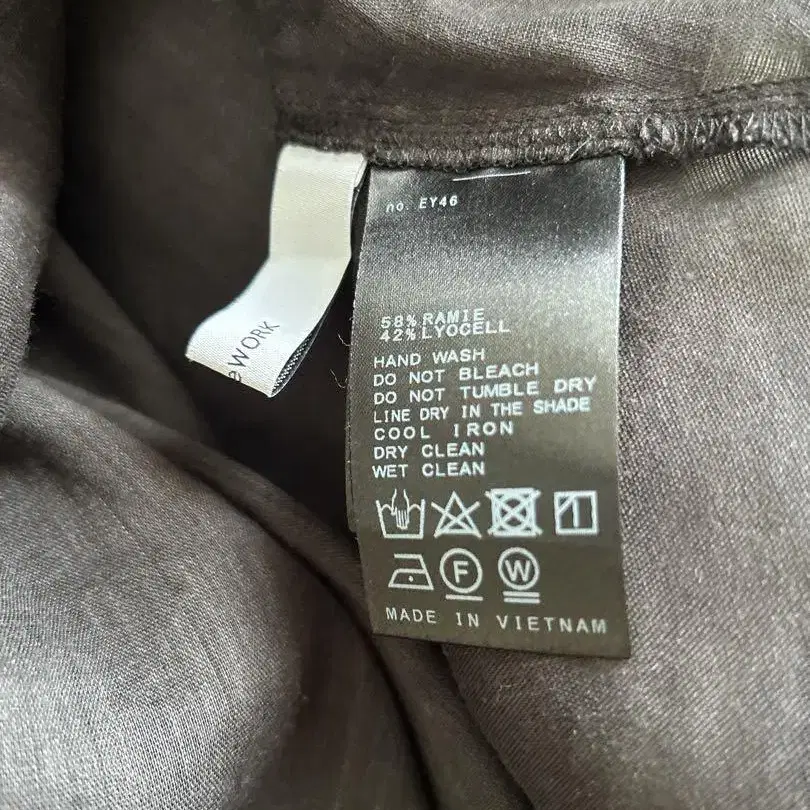 no. EY46
58% RAMIE
42% LYOCELL
HAND WASH
DO NOT BLEACH
DO NOT TUMBLE DRY
LINE DRY IN THE SHADE
COOL IRON
DRY CLEAN
WET CLEAN
F W
MADE IN VIETNAM
eWORK